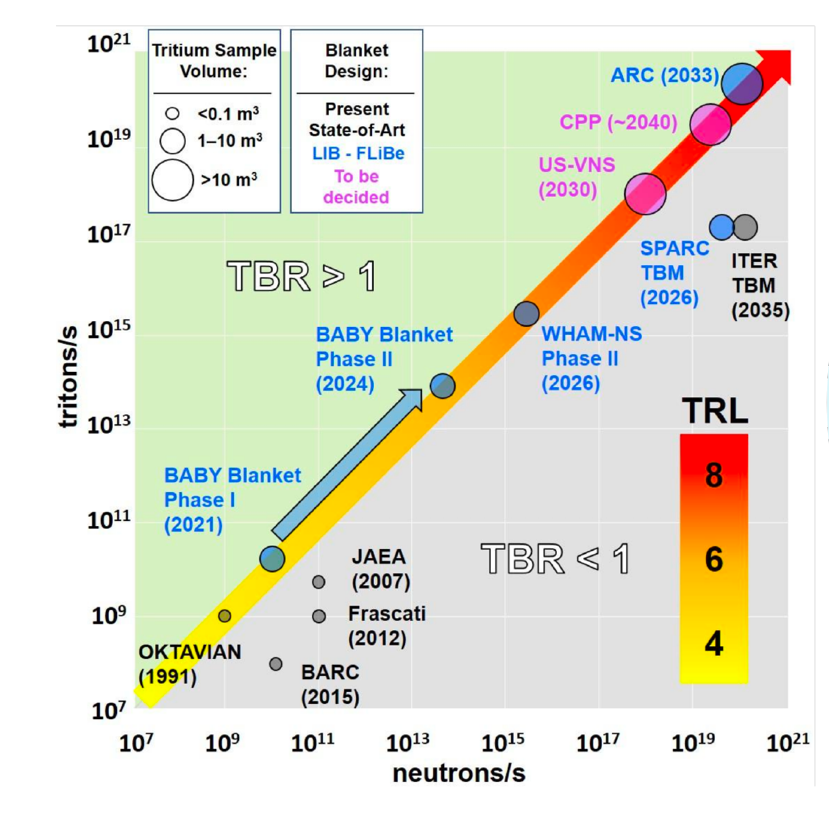 Tritium Sample
Volume:
<0.1 m³
1–10 m³
>10 m³
Blanket
Design:
Present
State-of-Art
LIB - FLiBe
To be
decided
tritons/s
10²¹
10¹⁹
10¹⁷
10¹⁵
10¹³
10¹¹
10⁹
10⁷
TBR > 1
TBR < 1
ARC (2033)
CPP (~2040)
US-VNS
(2030)
SPARC
TBM
(2026)
ITER
TBM
(2035)
WHAM-NS
Phase II
(2026)
BABY Blanket
Phase II
(2024)
BABY Blanket
Phase I
(2021)
JAEA
(2007)
Frascati
(2012)
OKTAVIAN
(1991)
BARC
(2015)
TRL
8
6
4
10⁷ 10⁹ 10¹¹ 10¹³ 10¹⁵ 10¹⁷ 10¹⁹ 10²¹
neutrons/s